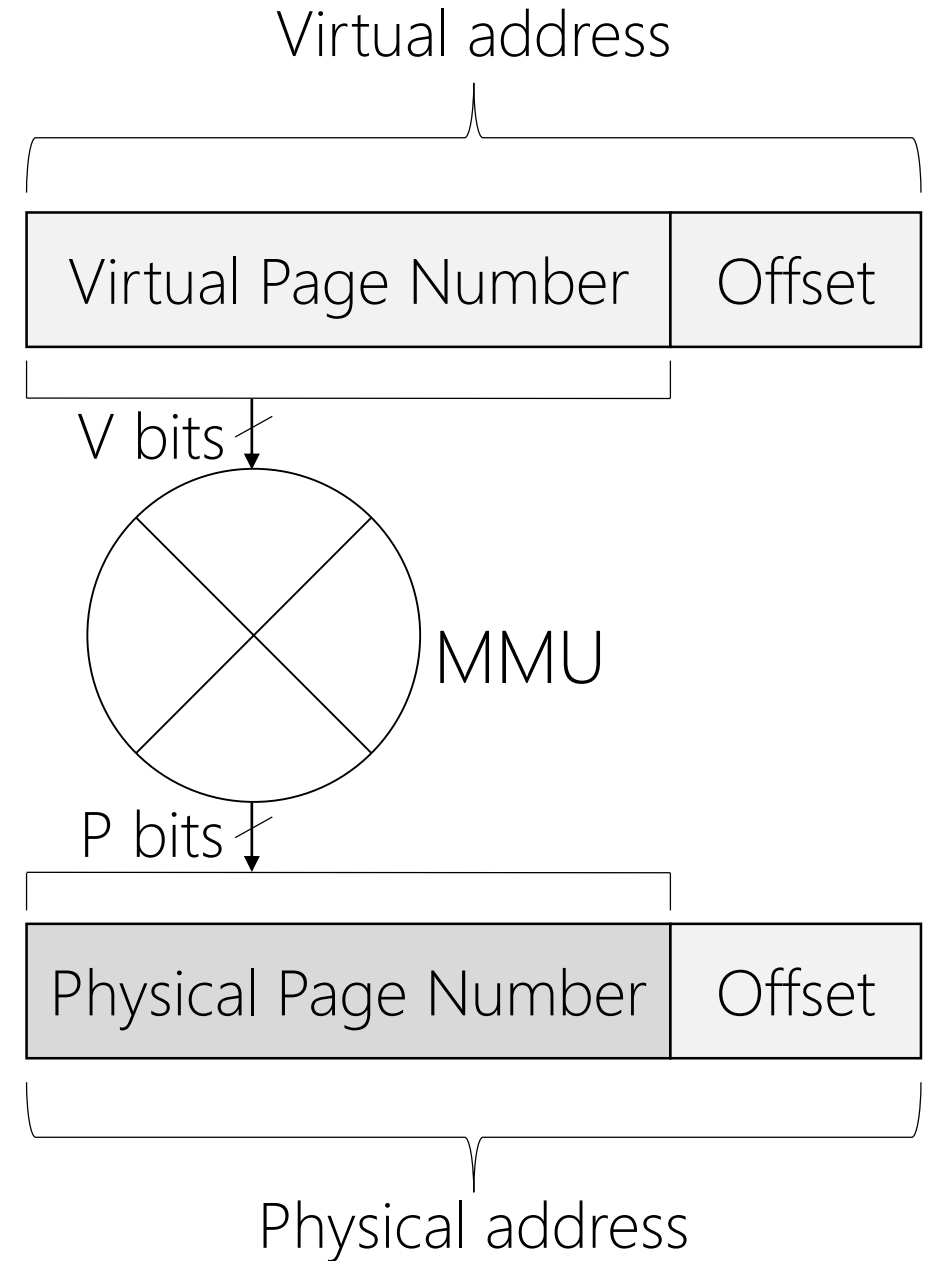 Virtual address
Virtual Page Number
Offset
V bits
MMU
P bits
Physical Page Number
Offset
Physical address